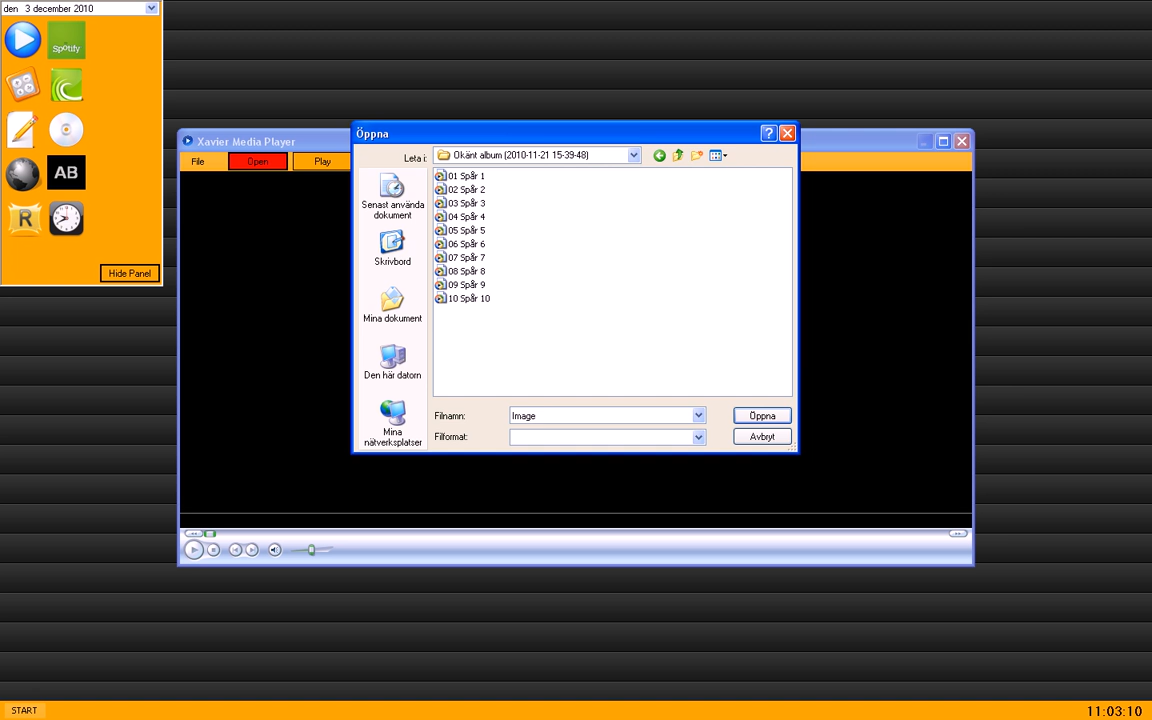 den 3 december 2010
Spotify
AB
R
Hide Panel
Xavier Media Player
File
Open
Play
Öppna
Leta i:
Okänt album (2010-11-21 15-39-48)
Senast använda
dokument
Skrivbord
Mina dokument
Den här datorn
Mina
nätverksplatser
01 Spår 1
02 Spår 2
03 Spår 3
04 Spår 4
05 Spår 5
06 Spår 6
07 Spår 7
08 Spår 8
09 Spår 9
10 Spår 10
Filnamn:
Image
Öppna
Filformat:
Avbryt
START
11:03:10